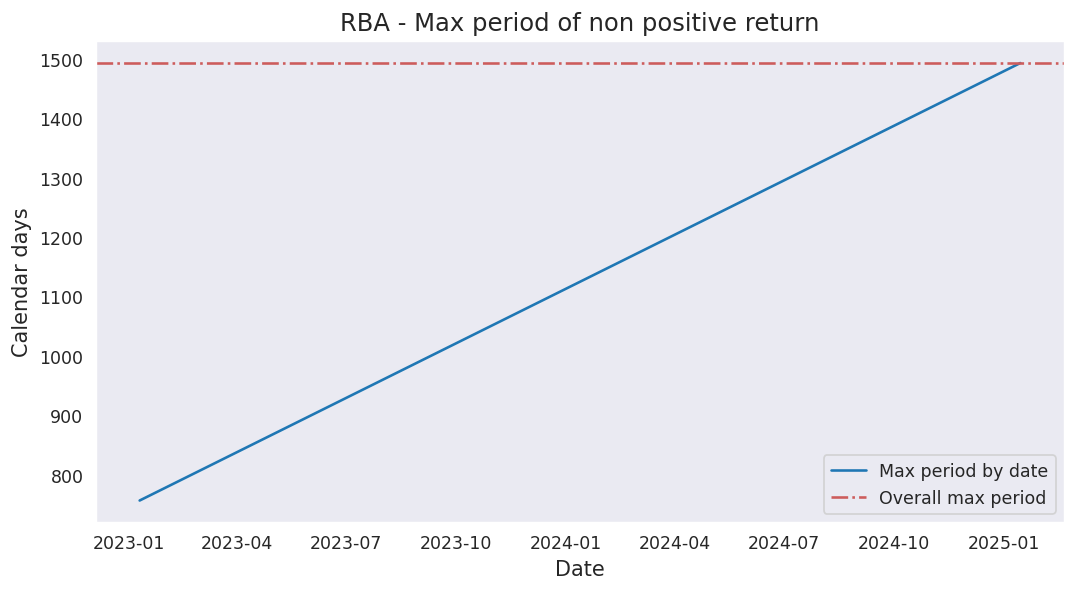 RBA - Max period of non positive return
Calendar days
1500
1400
1300
1200
1100
1000
900
800
Max period by date
Overall max period
2023-01 2023-04 2023-07 2023-10 2024-01 2024-04 2024-07 2024-10 2025-01
Date